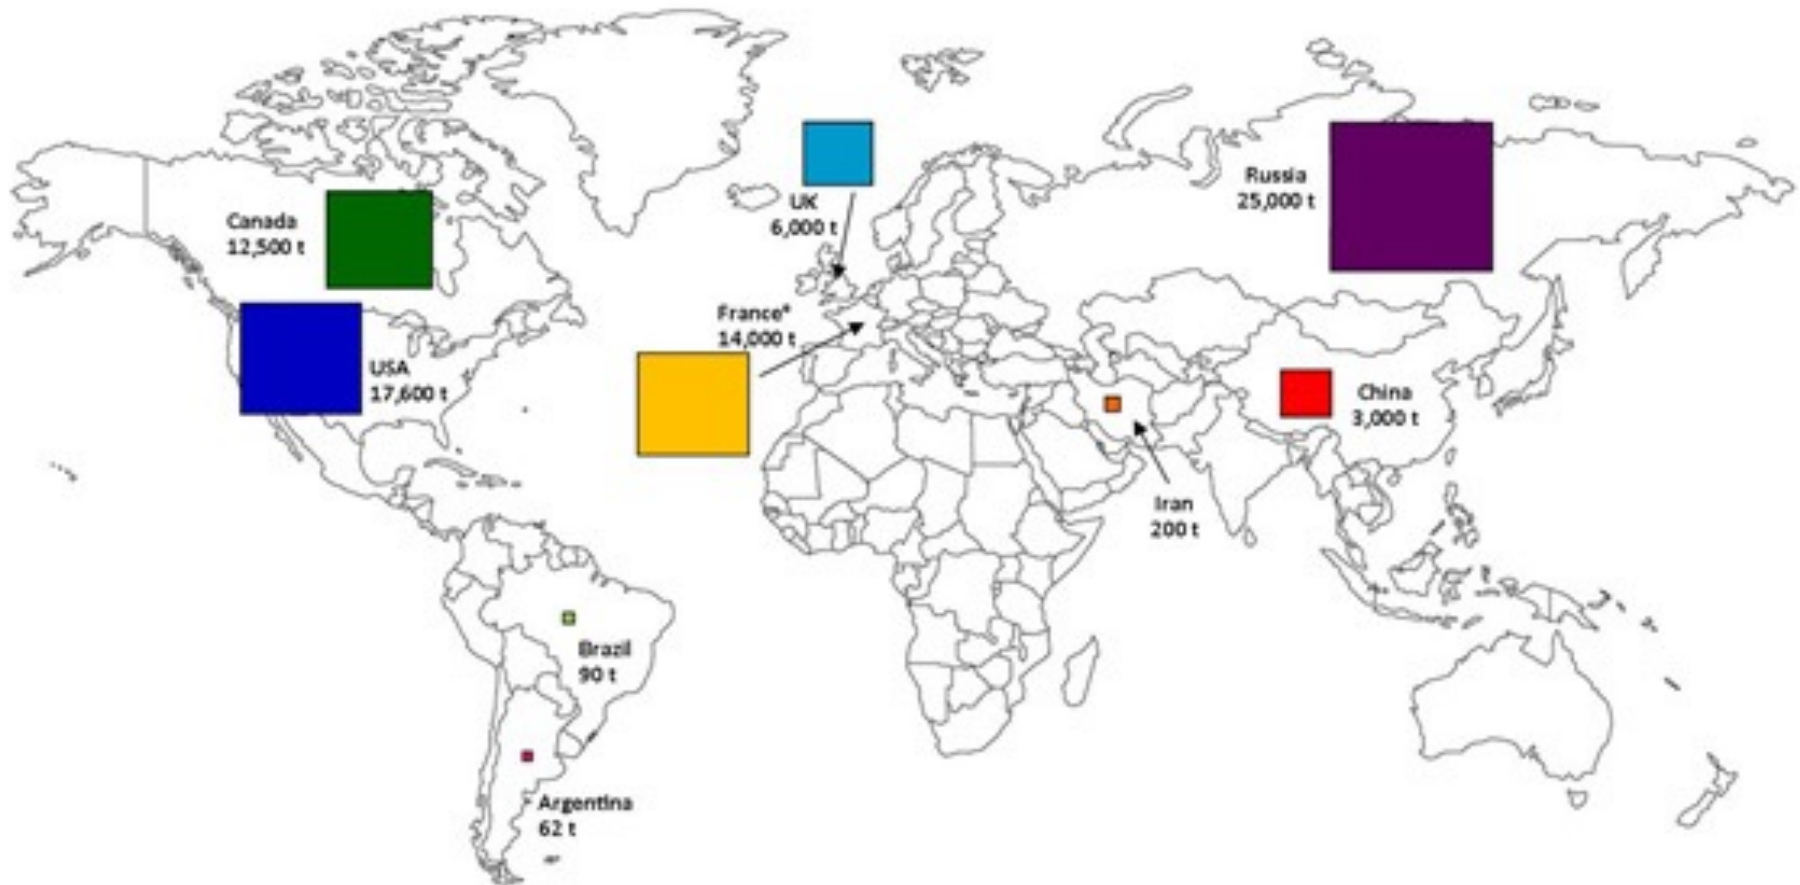 Canada
12,500 t
USA
17,600 t
UK
6,000 t
France*
14,000 t
Russia
25,000 t
China
3,000 t
Iran
200 t
Brazil
90 t
Argentina
62 t